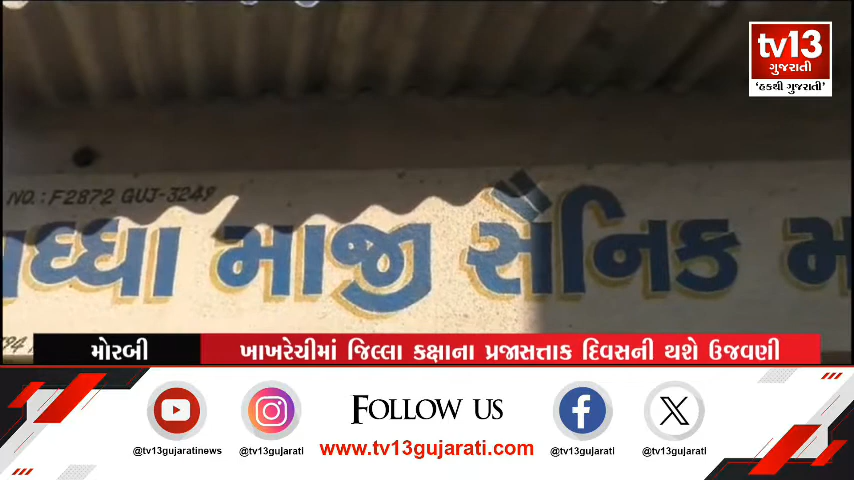 tv13
ગુજરાતી
'હકથી ગુજરાતી'
NO.: F2872 GUJ-3249
માજી સૈનિક
મોરબી
ખાખરેચીમાં જિલ્લા કક્ષાના પ્રજાસત્તાક દિવસની થશે ઉજવણી
FOLLOW US
www.tv13gujarati.com
@tv13gujaratinews
@tv13gujarati
@tv13gujarati
@tv13gujarati